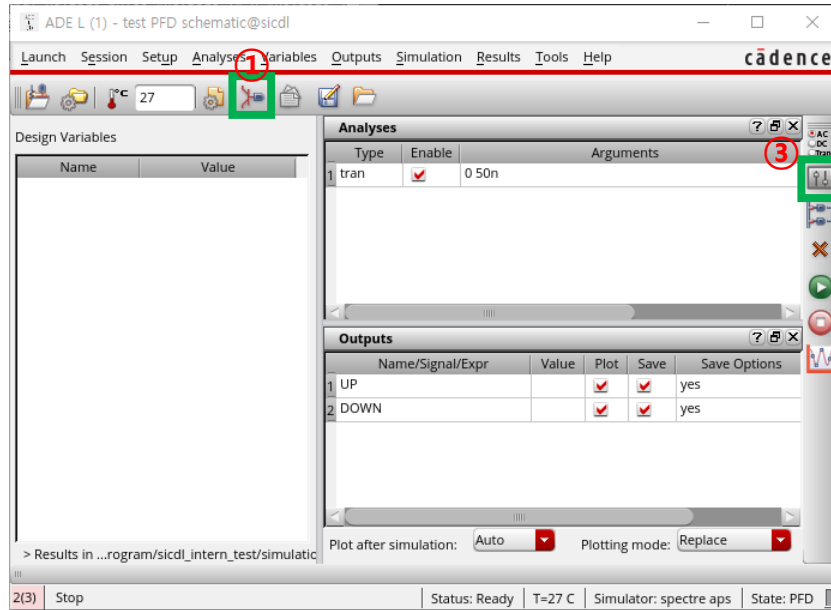 ADE L (1) - test PFD schematic@sicdl
Launch Session Setup Analyses Variables Outputs Simulation Results Tools Help cādence
①
°C 27
Design Variables
Name Value
> Results in ...rogram/sicdl_intern_test/simulatic
Analyses ?
Type Enable Arguments
1 tran 0 50n
③
AC
DC
Tran
Outputs ?
Name/Signal/Expr Value Plot Save Save Options
1 UP yes
2 DOWN yes
Plot after simulation: Auto Plotting mode: Replace
2(3) Stop Status: Ready T=27 C Simulator: spectre aps State: PFD